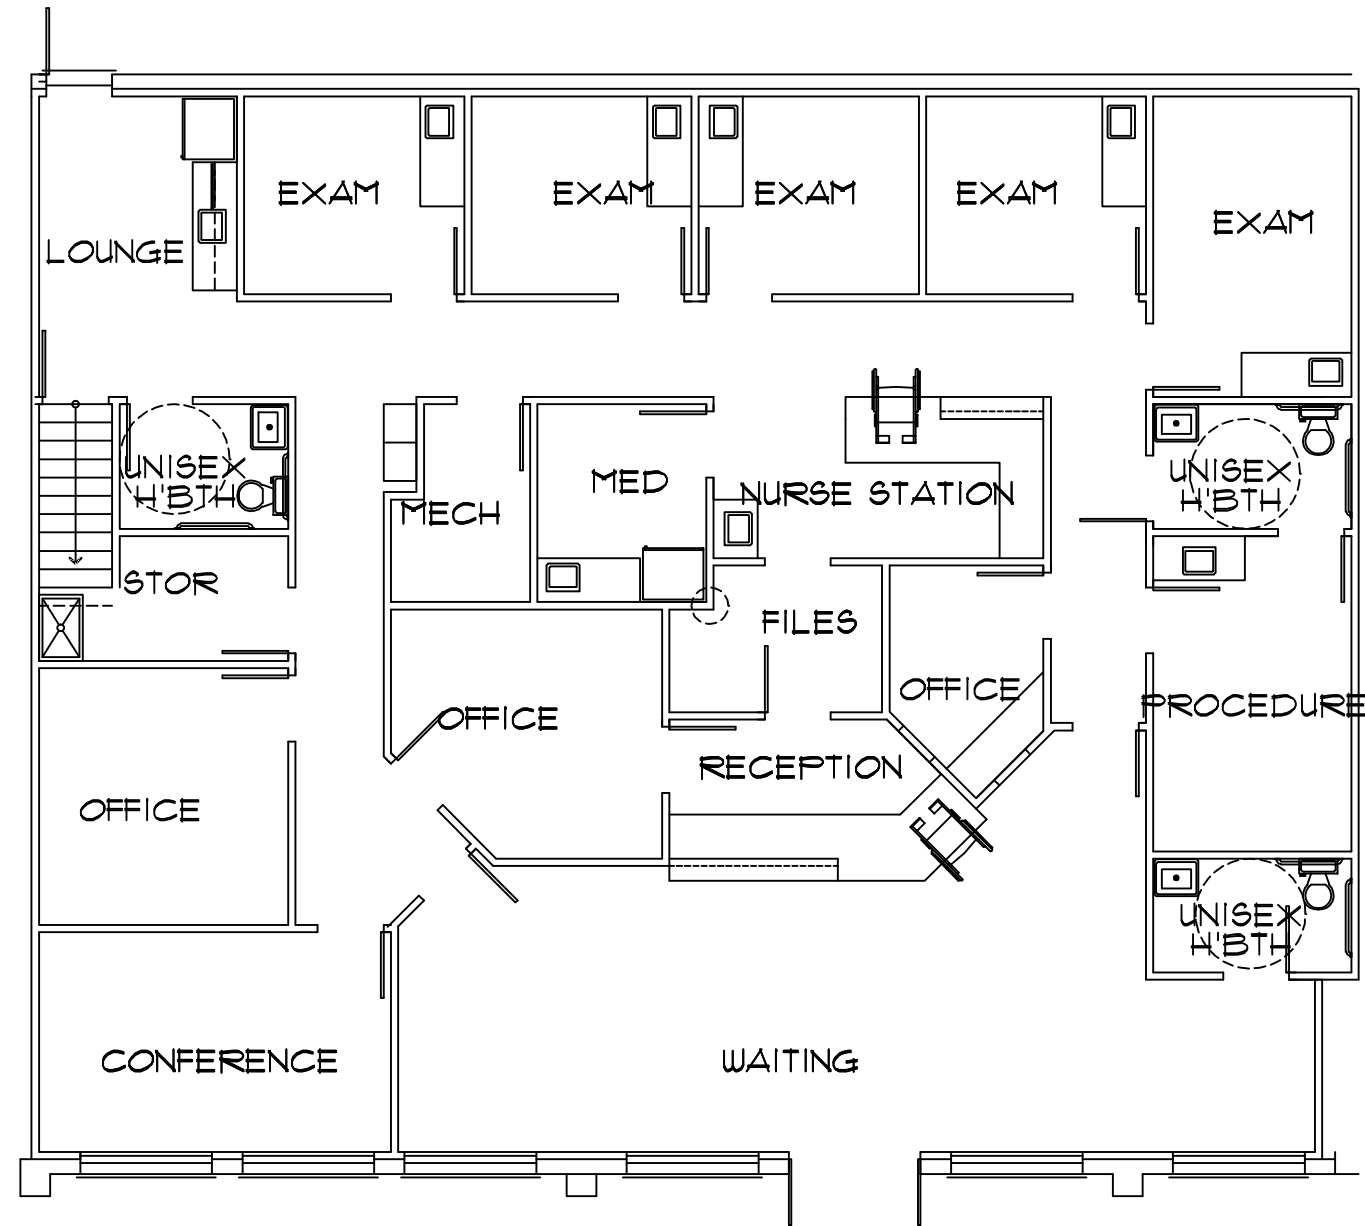 EXAM
EXAM
EXAM
EXAM
EXAM
LOUNGE
UNISEX
H'BTH
MECH
MED
NURSE STATION
UNISEX
H'BTH
STOR
FILES
OFFICE
OFFICE
PROCEDURE
RECEPTION
OFFICE
UNISEX
H'BTH
CONFERENCE
WAITING